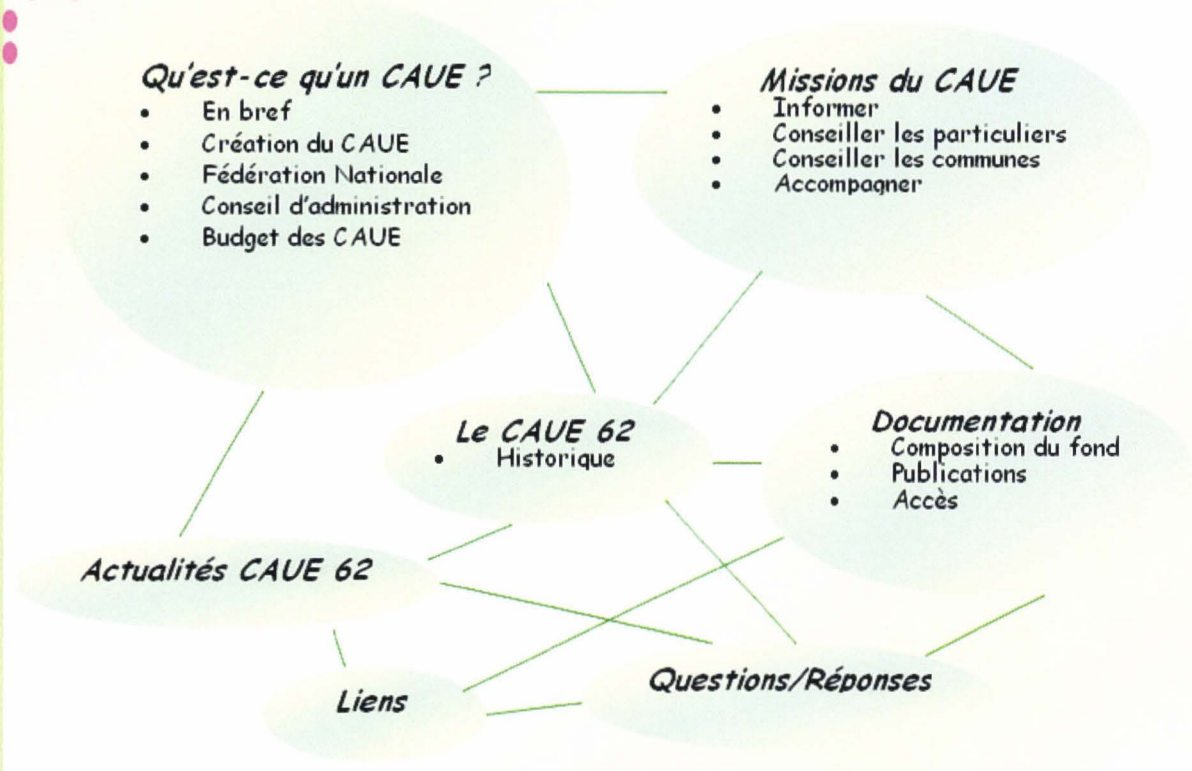 Qu'est-ce qu'un CAUE ?
• En bref
• Création du CAUE
• Fédération Nationale
• Conseil d'administration
• Budget des CAUE
Missions du CAUE
• Informer
• Conseiller les particuliers
• Conseiller les communes
• Accompagner
Le CAUE 62
• Historique
Documentation
• Composition du fond
• Publications
• Accès
Actualités CAUE 62
Liens
Questions/Réponses